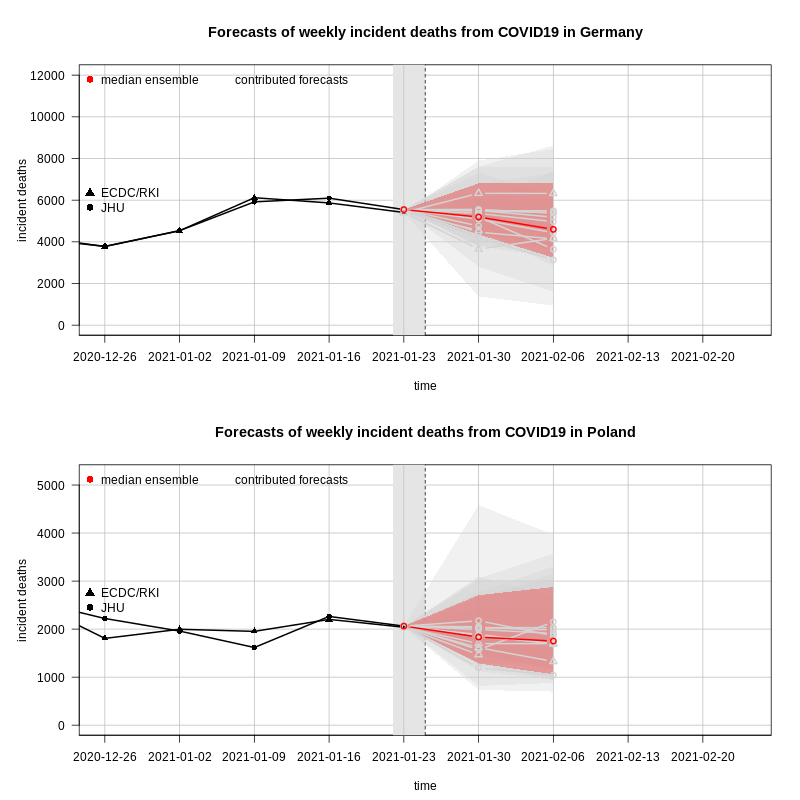 Forecasts of weekly incident deaths from COVID19 in Germany
12000
median ensemble contributed forecasts
10000
8000
incident deaths
6000
ECDC/RKI
JHU
4000
2000
0
2020-12-26 2021-01-02 2021-01-09 2021-01-16 2021-01-23 2021-01-30 2021-02-06 2021-02-13 2021-02-20
time
Forecasts of weekly incident deaths from COVID19 in Poland
5000
median ensemble contributed forecasts
4000
3000
incident deaths
ECDC/RKI
JHU
2000
1000
0
2020-12-26 2021-01-02 2021-01-09 2021-01-16 2021-01-23 2021-01-30 2021-02-06 2021-02-13 2021-02-20
time